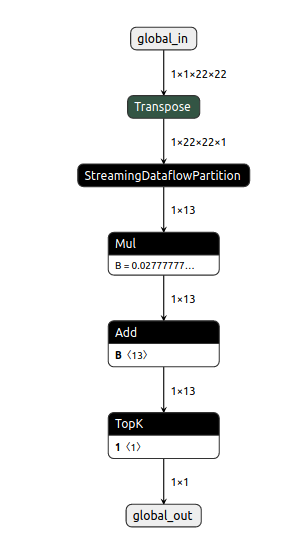 global_in
1×1×22×22
Transpose
1×22×22×1
StreamingDataflowPartition
1×13
Mul
B = 0.02777777…
1×13
Add
B〈13〉
1×13
TopK
1〈1〉
1×1
global_out